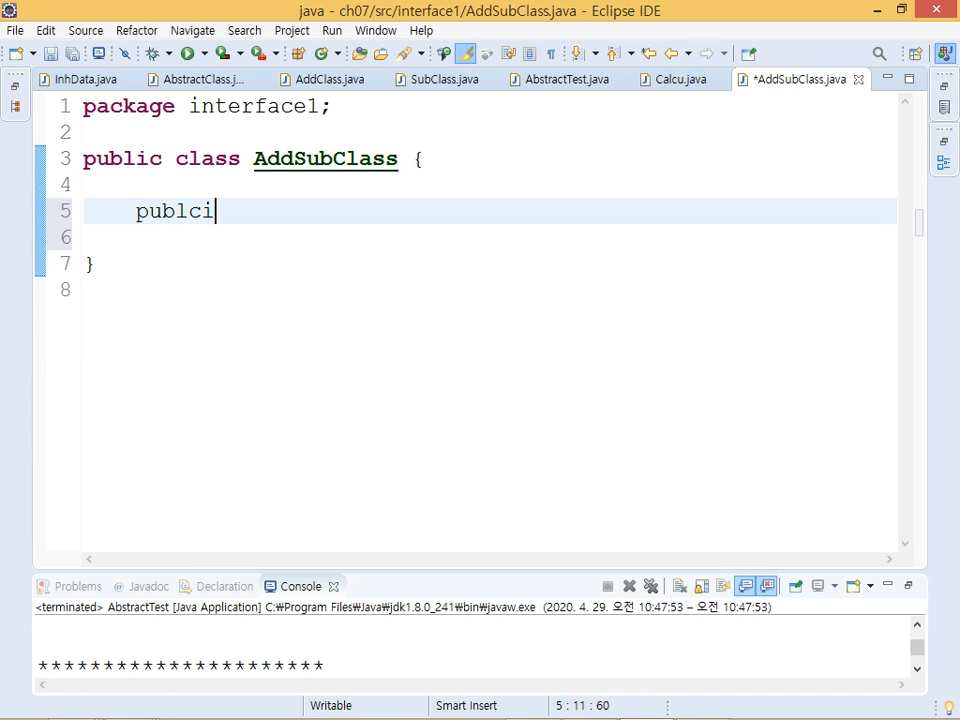 java - ch07/src/interface1/AddSubClass.java - Eclipse IDE
File Edit Source Refactor Navigate Search Project Run Window Help
InhData.java AbstractClass.j... AddClass.java SubClass.java AbstractTest.java Calcu.java *AddSubClass.java
1 package interface1;
2
3 public class AddSubClass {
4
5 publci
6
7 }
8
Problems @ Javadoc Declaration Console
<terminated> AbstractTest [Java Application] C:₩Program Files₩Java₩jdk1.8.0_241₩bin₩javaw.exe (2020. 4. 29. 오전 10:47:53 – 오전 10:47:53)
**********************
Writable Smart Insert 5 : 11 : 60